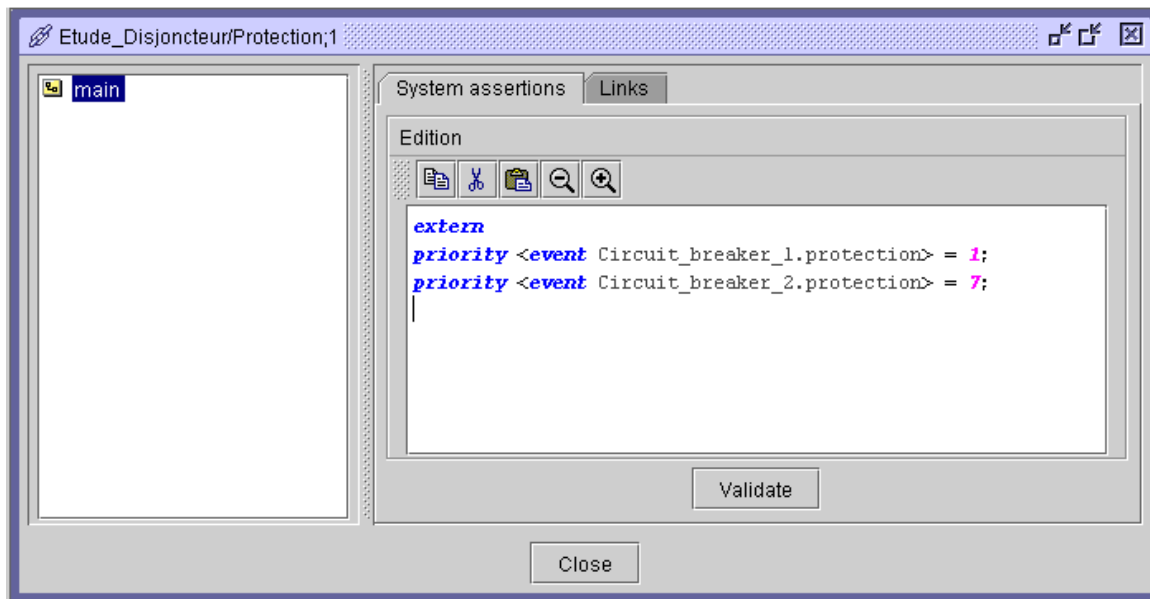 Etude_Disjoncteur/Protection;1
main
System assertions
Links
Edition
extern
priority <event Circuit_breaker_1.protection> = 1;
priority <event Circuit_breaker_2.protection> = 7;
Validate
Close